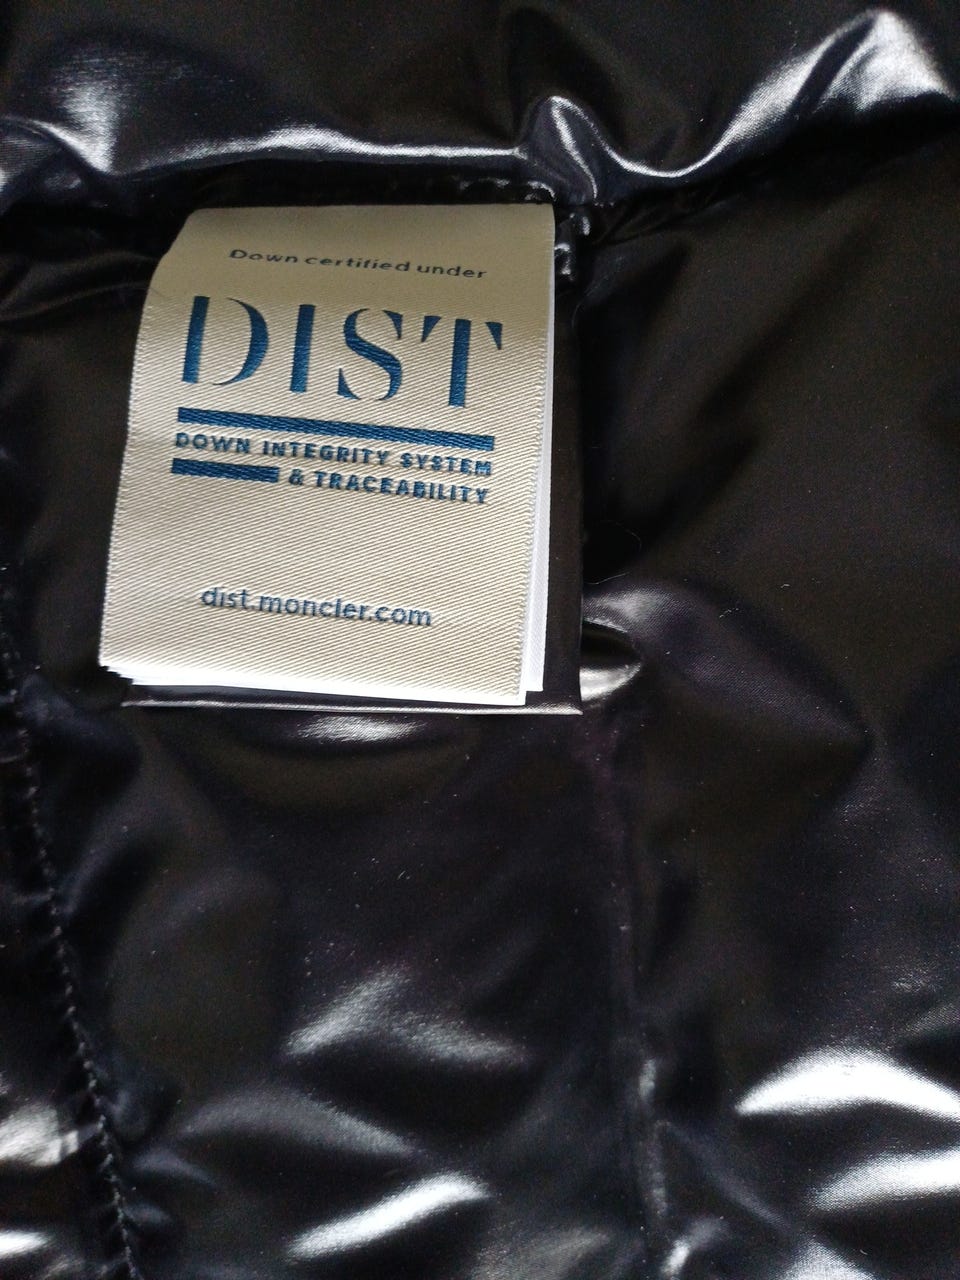 Down certified under
DIST
DOWN INTEGRITY SYSTEM
& TRACEABILITY
dist.moncler.com